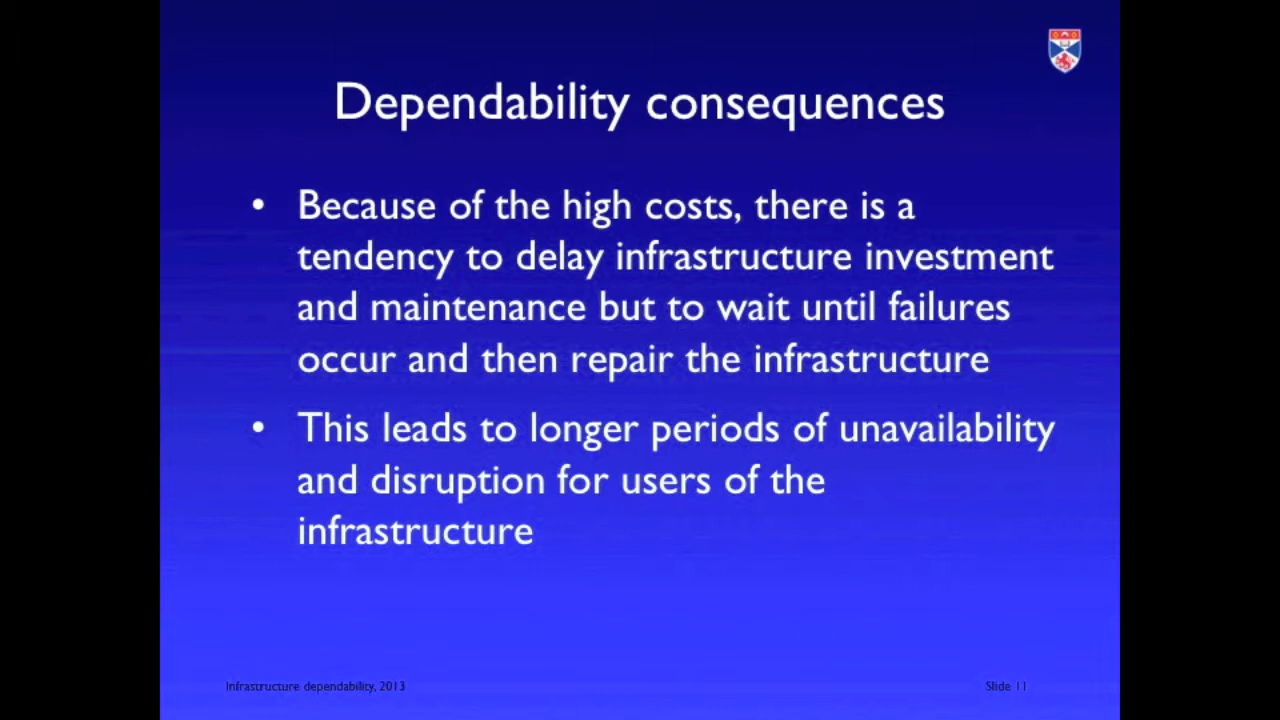 Dependability consequences
• Because of the high costs, there is a
tendency to delay infrastructure investment
and maintenance but to wait until failures
occur and then repair the infrastructure
• This leads to longer periods of unavailability
and disruption for users of the
infrastructure
Infrastructure dependability, 2013
Slide 11